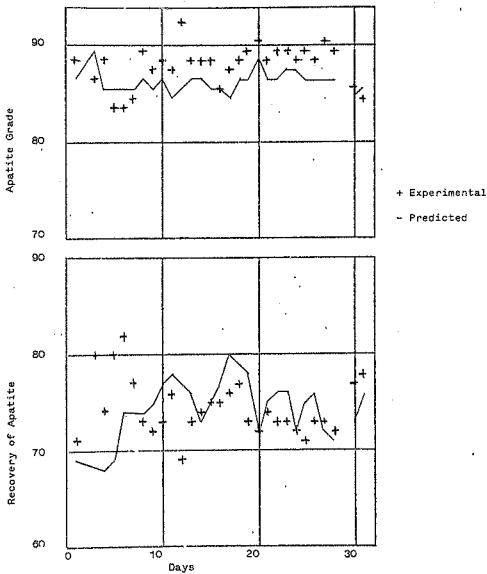 90
80
70
Apatite Grade
+ Experimental
- Predicted
90
80
70
60
Recovery of Apatite
0
10
20
30
Days